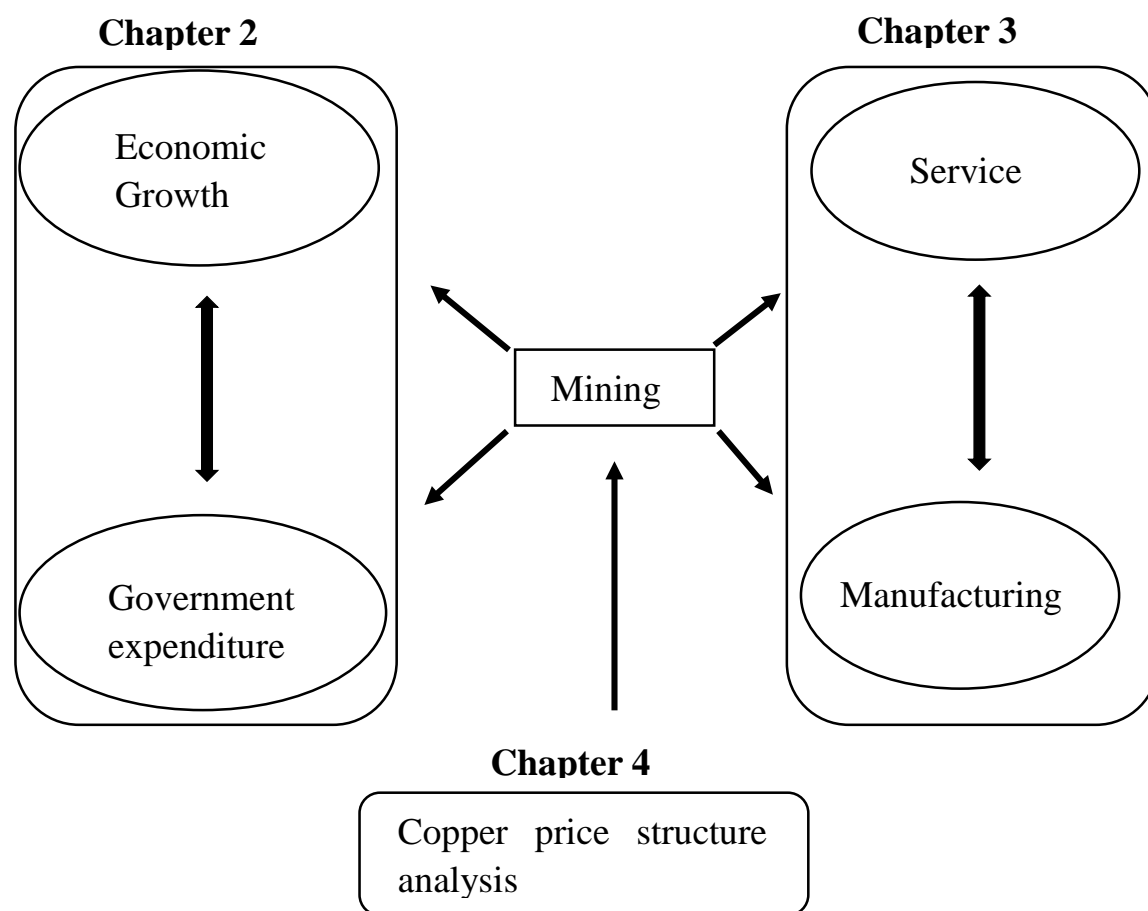 Chapter 2
Chapter 3
Economic
Growth
Service
Mining
Government
expenditure
Manufacturing
Chapter 4
Copper price structure
analysis